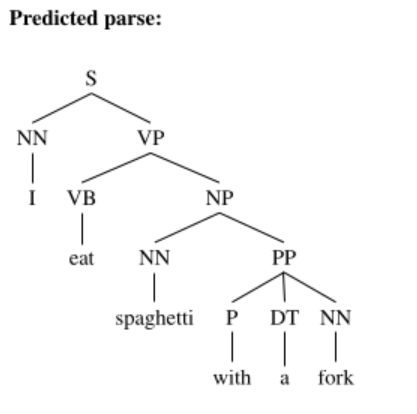 Predicted parse:
S
NN VP
I VB NP
eat NN PP
spaghetti P DT NN
with a fork